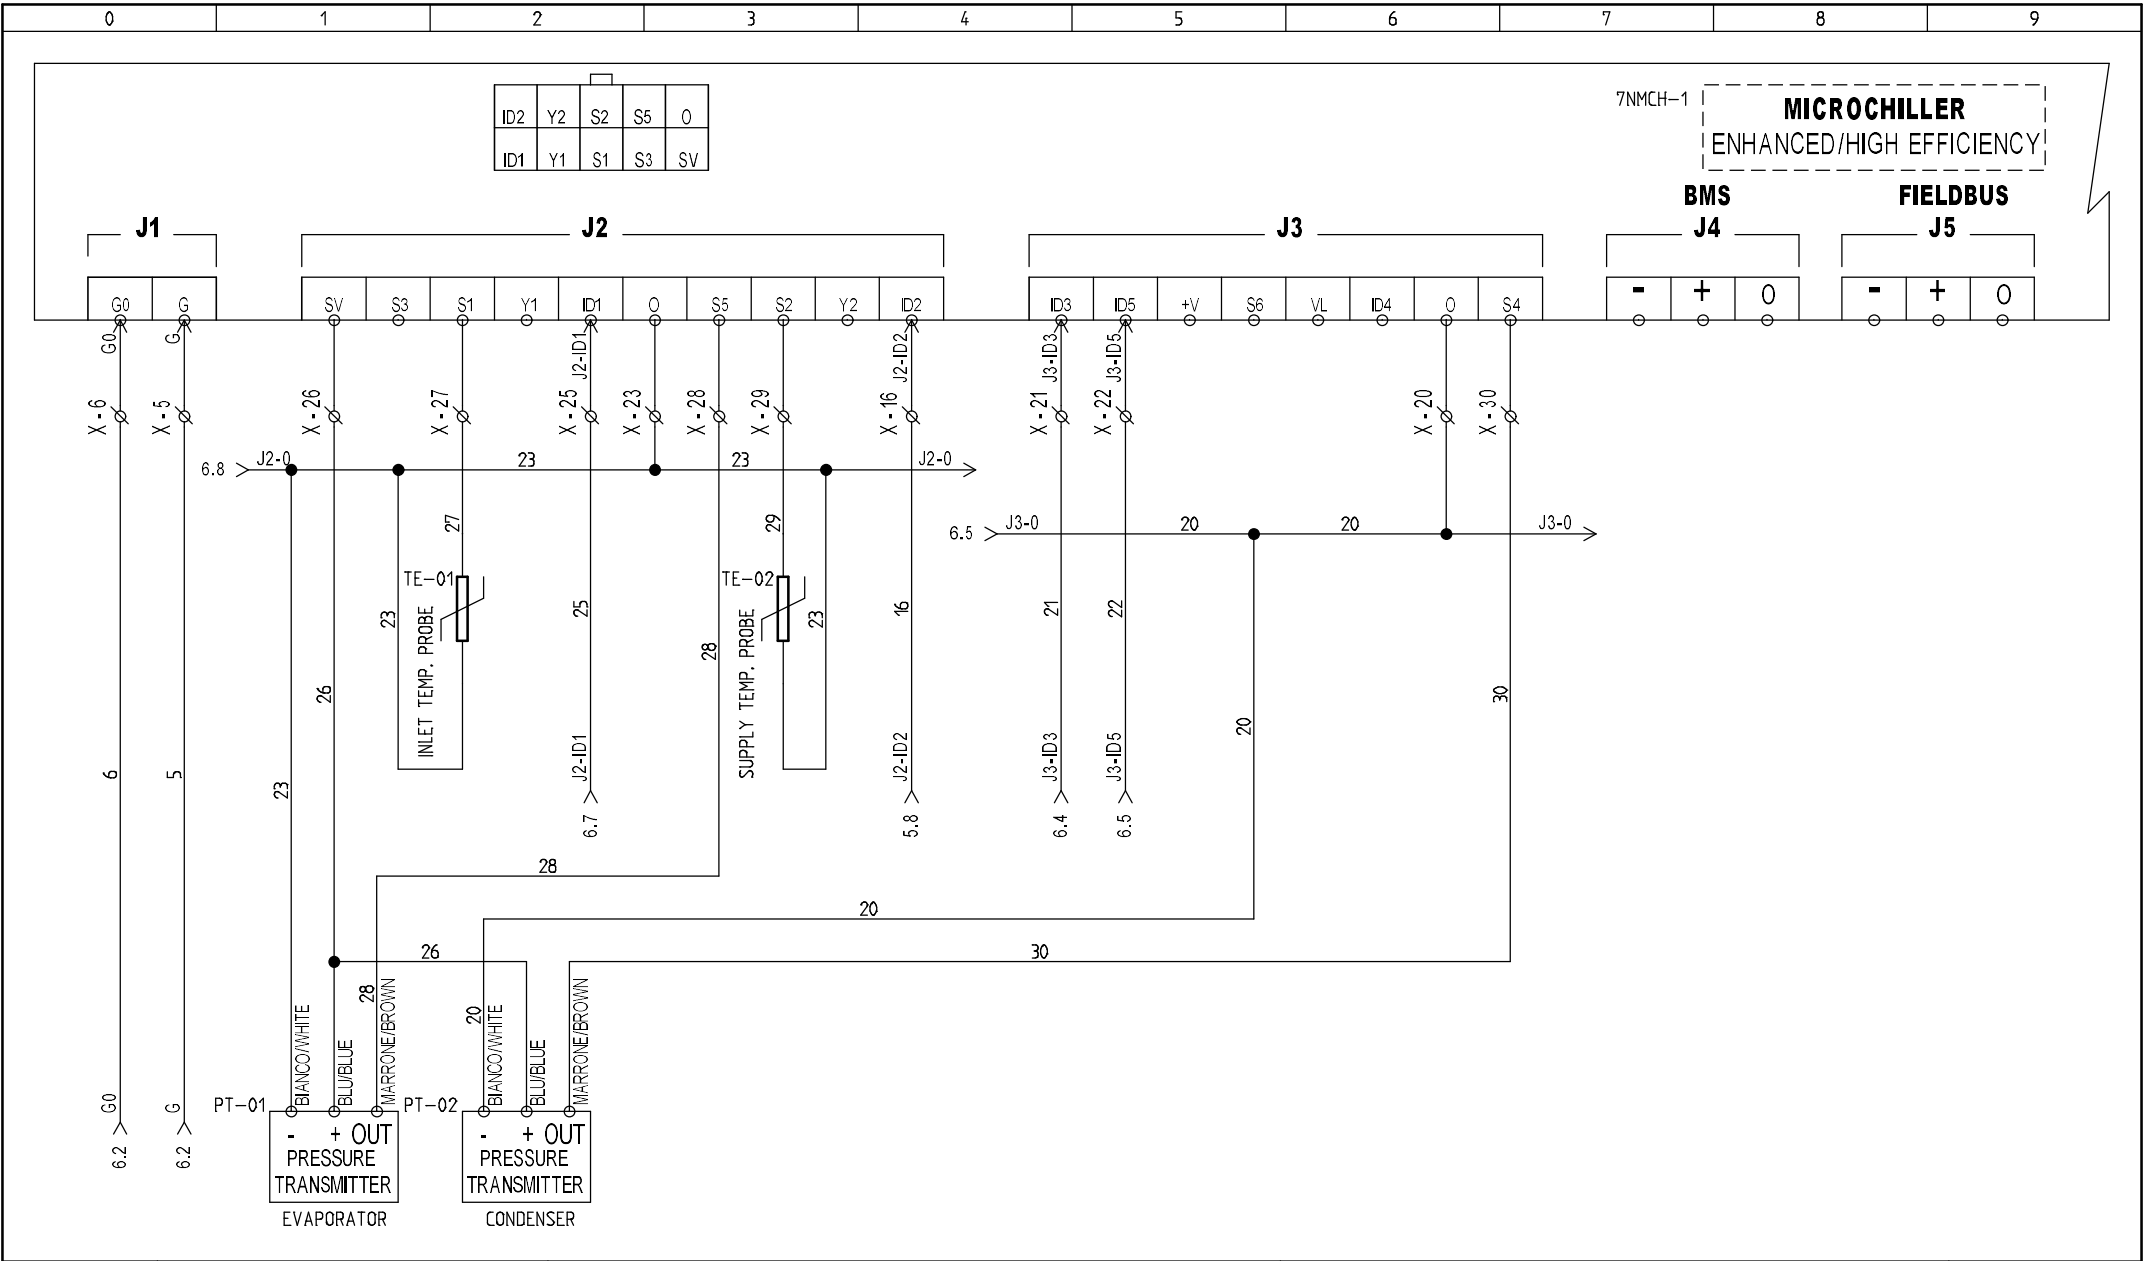 0 1 2 3 4 5 6 7 8 9
ID2 Y2 S2 S5 0
ID1 Y1 S1 S3 SV
7NMCH-1
MICROCHILLER
ENHANCED/HIGH EFFICIENCY
BMS
FIELDBUS
J1
J2
J3
J4
J5
G0 G
SV S3 S1 Y1 ID1 0 S5 S2 Y2 ID2
ID3 ID5 +V S6 VL ID4 0 S4
- + 0
- + 0
G0
G
J2-ID1
J2-ID2
J3-ID3
J3-ID5
X - 6
X - 5
X - 26
X - 27
X - 25
X - 23
X - 28
X - 29
X - 16
X - 21
X - 22
X - 20
X - 30
6.8
J2-0
23
23
J2-0
6.5
J3-0
20
20
J3-0
27
29
TE-01
INLET TEMP. PROBE
23
25
TE-02
SUPPLY TEMP. PROBE
23
16
21
22
28
26
20
30
6
5
23
J2-ID1
6.7
J2-ID2
5.8
J3-ID3
6.4
J3-ID5
6.5
28
20
26
30
28
20
BIANCO/WHITE
BLU/BLUE
MARRONE/BROWN
BIANCO/WHITE
BLU/BLUE
MARRONE/BROWN
G0
6.2
G
6.2
PT-01
- + OUT
PRESSURE
TRANSMITTER
EVAPORATOR
PT-02
- + OUT
PRESSURE
TRANSMITTER
CONDENSER